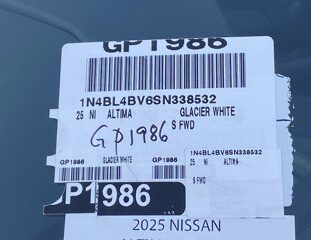 GP1986
1N4BL4BV6SN338532
25 NI ALTIMA GLACIER WHITE
S FWD
GP1986
1N4BL4BV6SN338532
GP1986 GLACIER WHITE GP1986 25 NI ALTIMA
S FWD
GP1986
2025 NISSAN